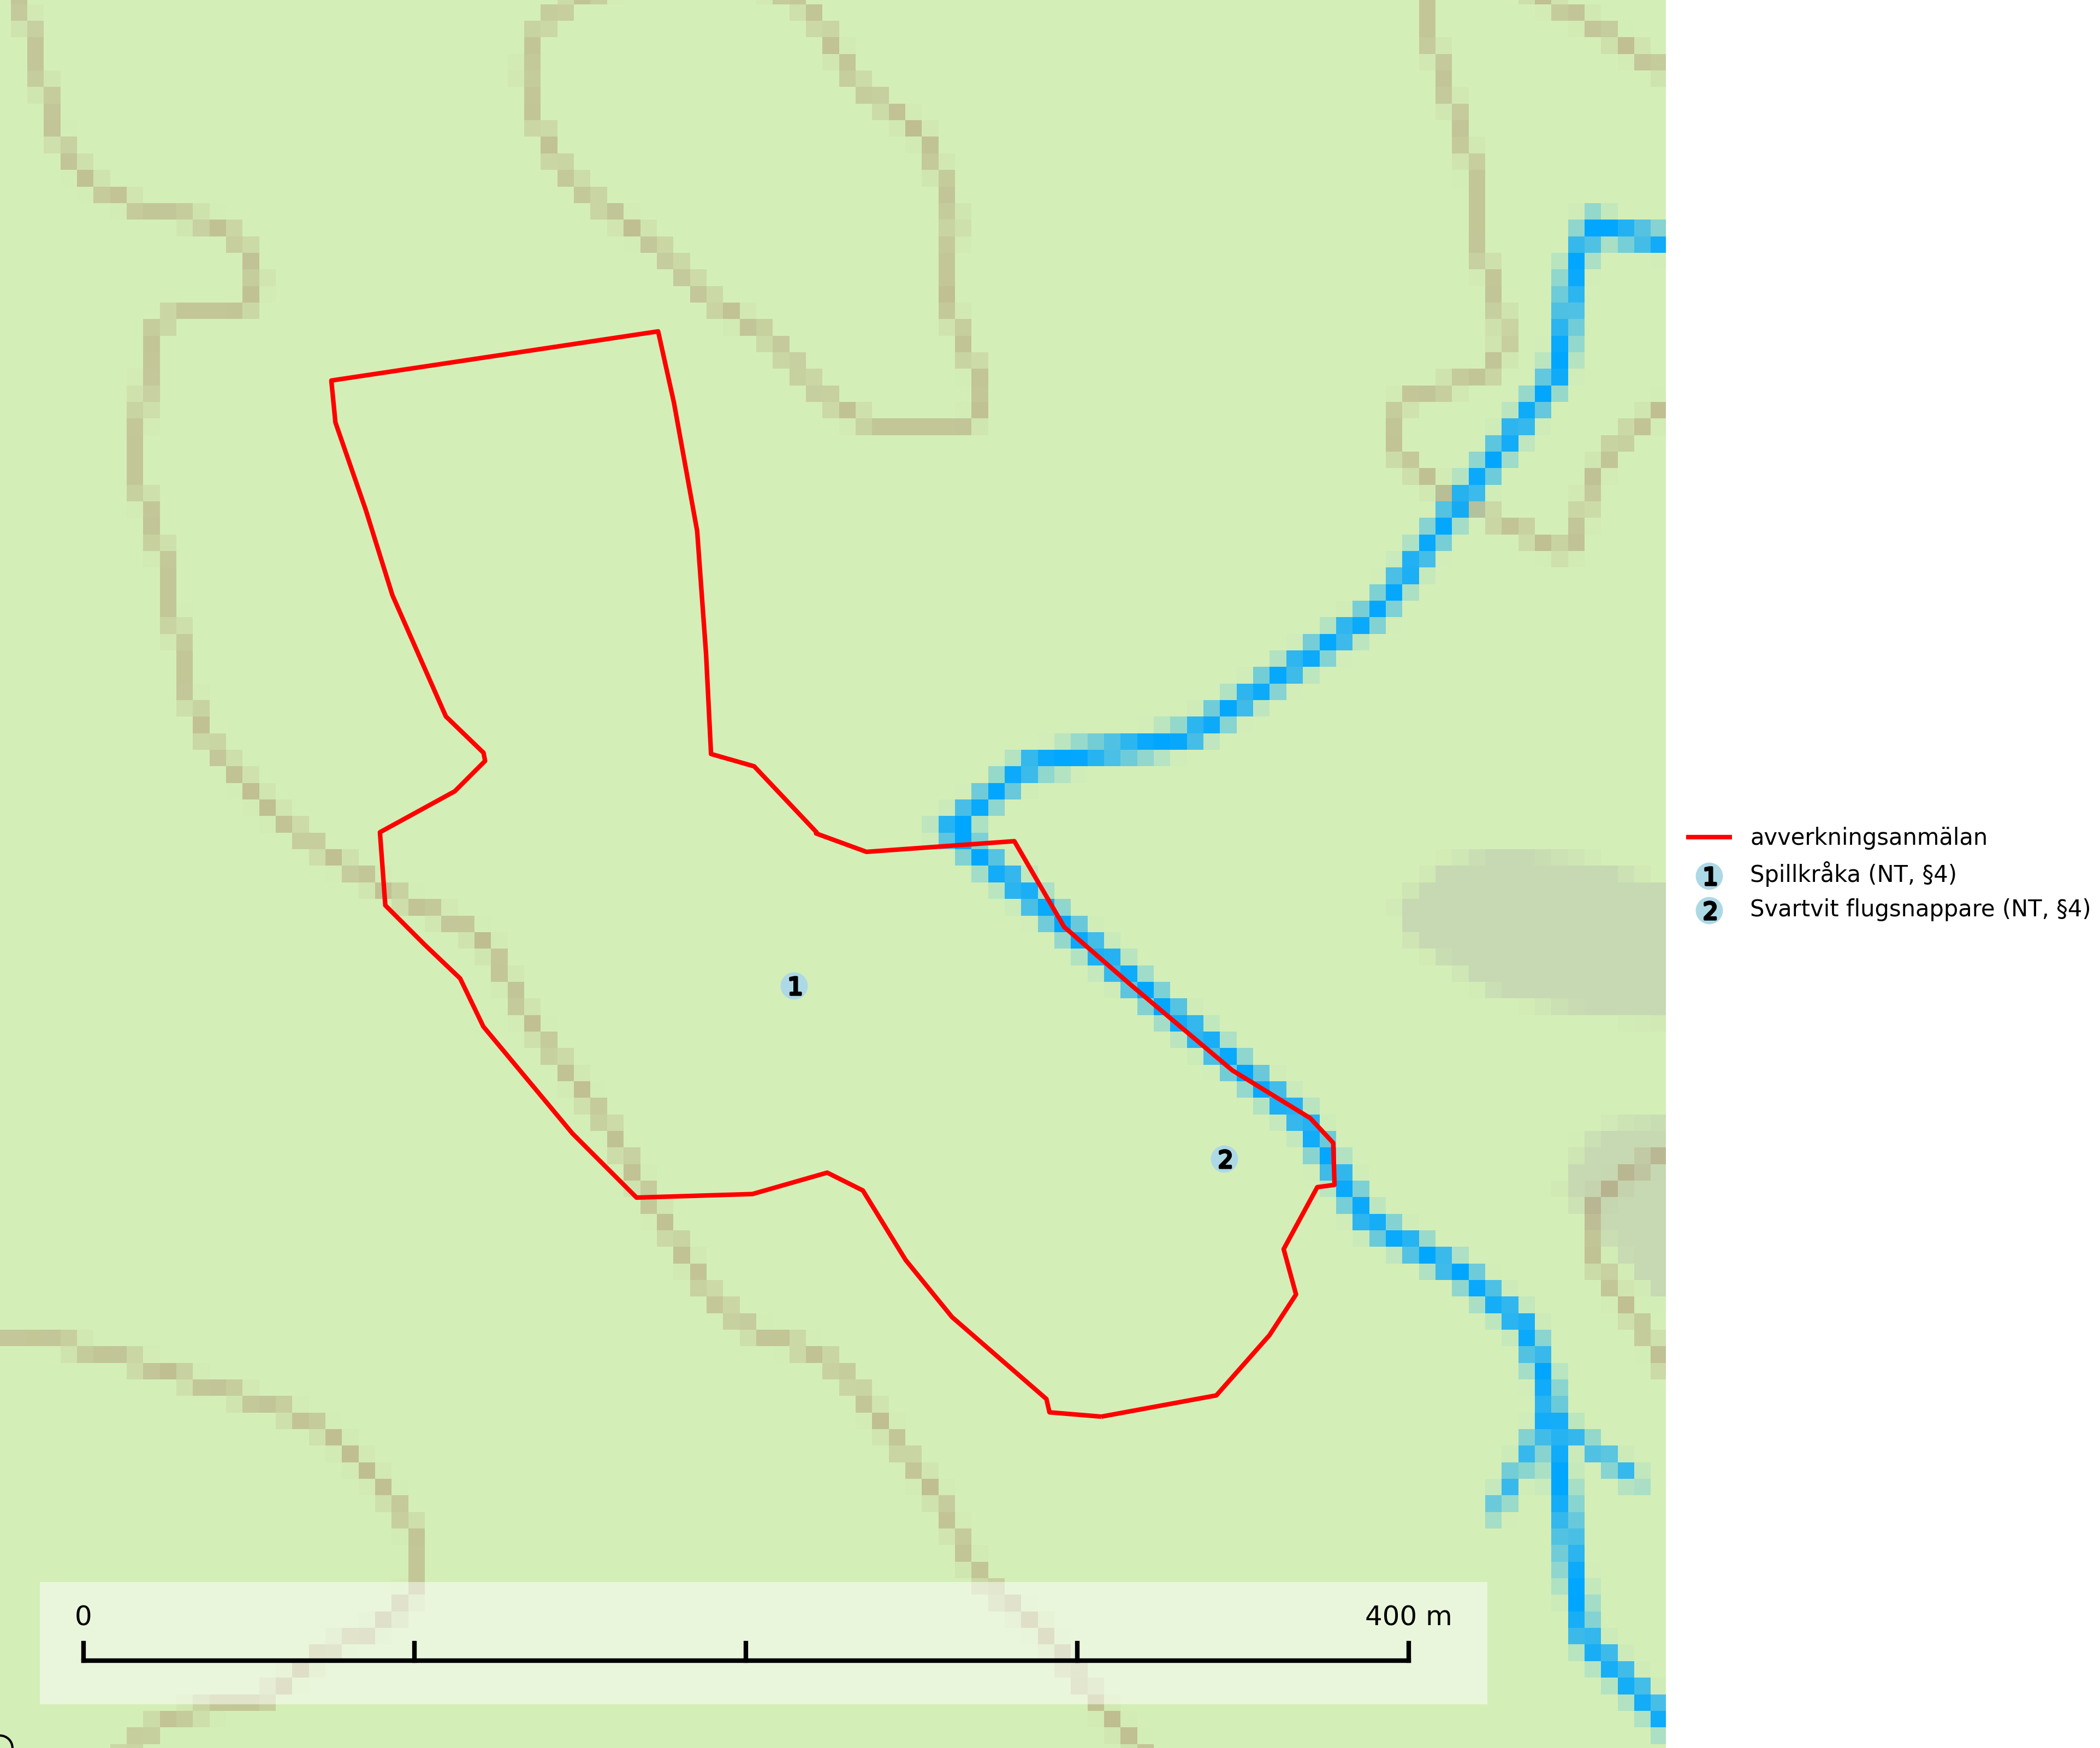 avverkningsanmälan
1 Spillkråka (NT, §4)
2 Svartvit flugsnappare (NT, §4)
1
2
0 400 m